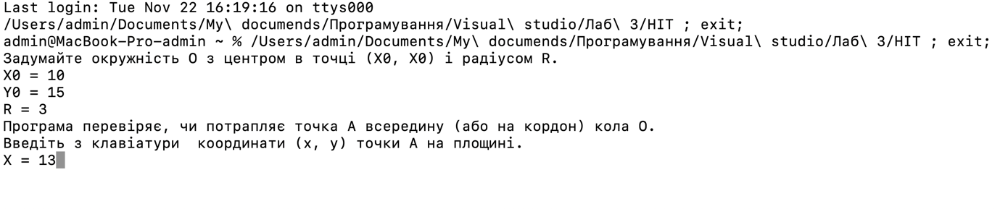 Last login: Tue Nov 22 16:19:16 on ttys000
/Users/admin/Documents/My\ documends/Програмування/Visual\ studio/Лаб\ 3/HIT ; exit;
admin@MacBook-Pro-admin ~ % /Users/admin/Documents/My\ documends/Програмування/Visual\ studio/Лаб\ 3/HIT ; exit;
Задумайте окружність О з центром в точці (X0, X0) і радіусом R.
X0 = 10
Y0 = 15
R = 3
Програма перевіряє, чи потрапляє точка А всередину (або на кордон) кола О.
Введіть з клавіатури  координати (x, y) точки А на площині.
X = 13